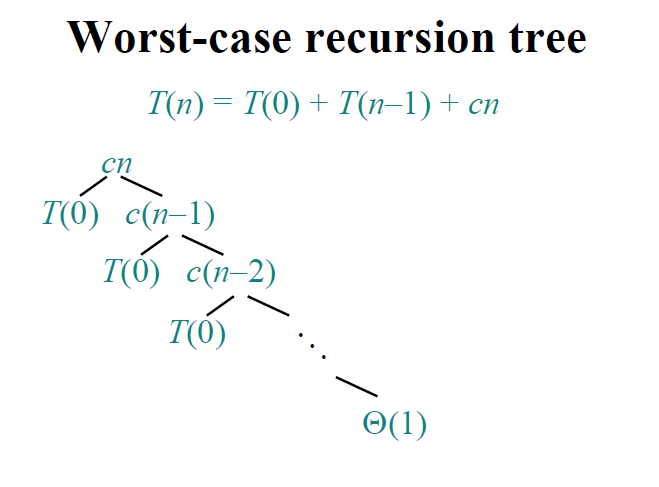 Worst-case recursion tree
T(n) = T(0) + T(n–1) + cn
cn
T(0) c(n–1)
T(0) c(n–2)
T(0) ⋱
Θ(1)